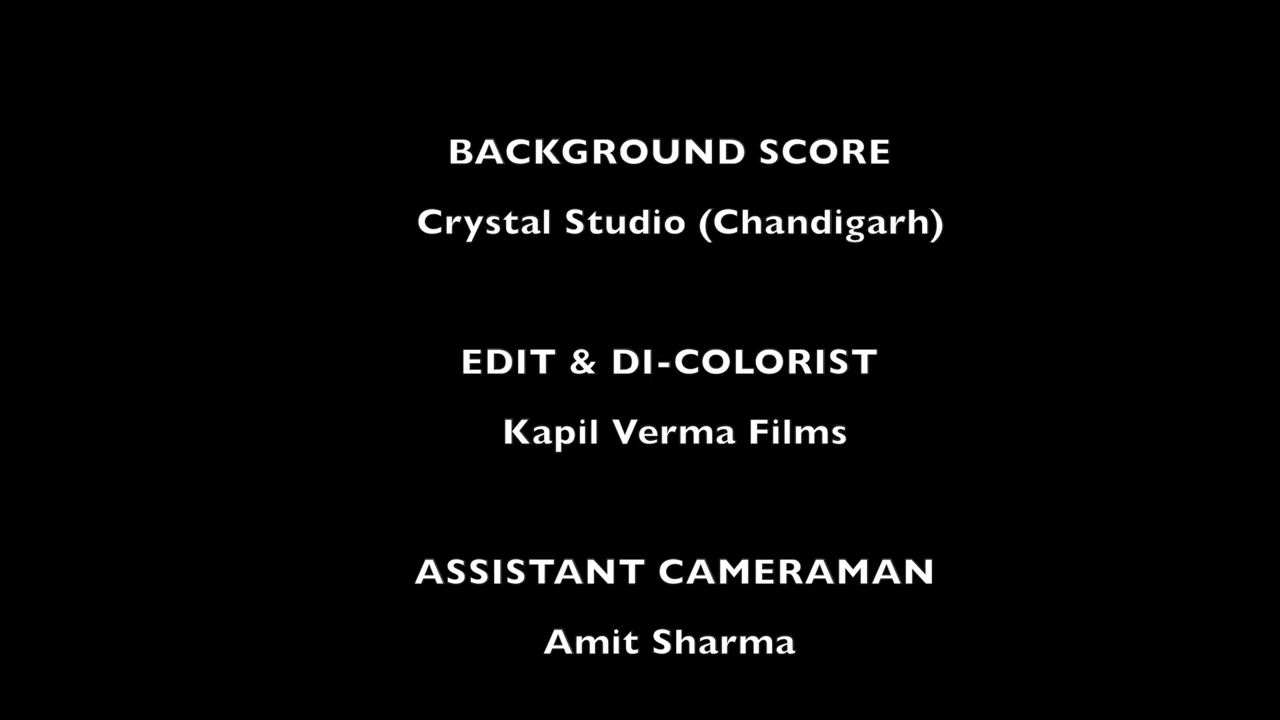 BACKGROUND SCORE
Crystal Studio (Chandigarh)
EDIT & DI-COLORIST
Kapil Verma Films
ASSISTANT CAMERAMAN
Amit Sharma